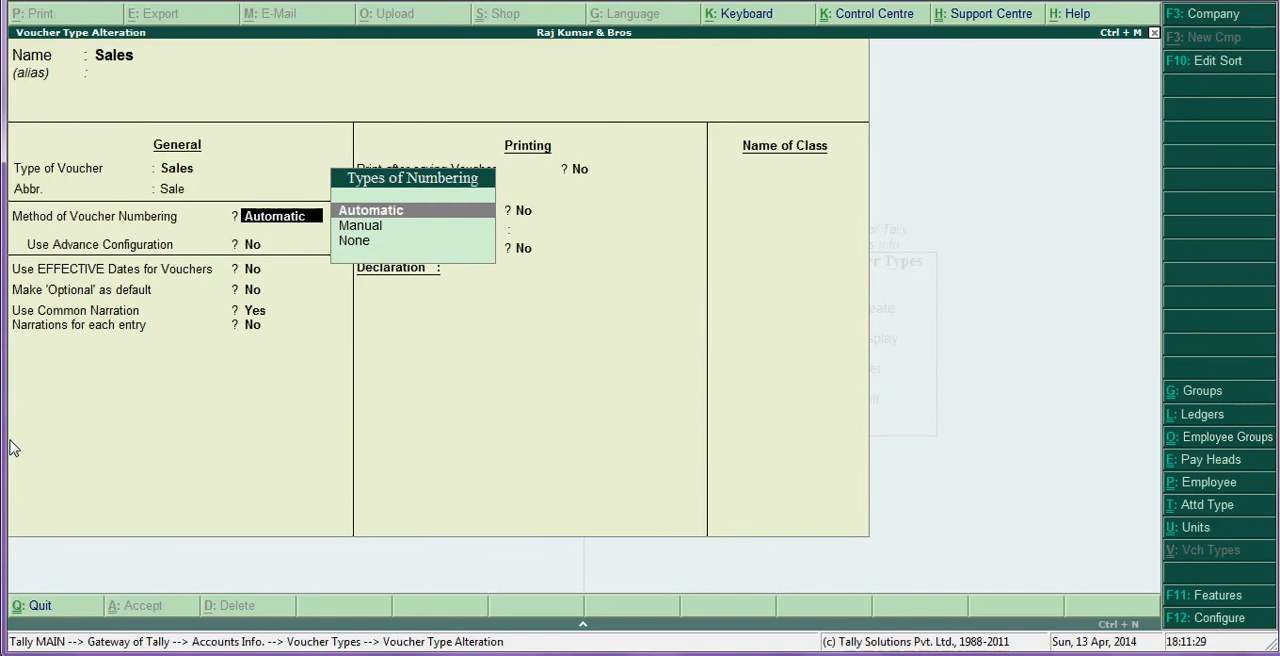 P: Print E: Export M: E-Mail O: Upload S: Shop G: Language K: Keyboard K: Control Centre H: Support Centre H: Help F3: Company
Voucher Type Alteration Raj Kumar & Bros Ctrl + M
F3: New Cmp
Name : Sales
F10: Edit Sort
(alias) :
General Printing Name of Class
Type of Voucher : Sales
? No
Abbr. : Sale
Types of Numbering
Method of Voucher Numbering ? Automatic
Automatic ? No
Manual :
None
Use Advance Configuration ? No
? No
Use EFFECTIVE Dates for Vouchers ? No
Declaration :
Make 'Optional' as default ? No
Use Common Narration ? Yes
Narrations for each entry ? No
G: Groups
L: Ledgers
O: Employee Groups
E: Pay Heads
P: Employee
T: Attd Type
U: Units
V: Vch Types
F11: Features
F12: Configure
Q: Quit A: Accept D: Delete
Ctrl + N
Tally MAIN --> Gateway of Tally --> Accounts Info. --> Voucher Types --> Voucher Type Alteration (c) Tally Solutions Pvt. Ltd., 1988-2011 Sun, 13 Apr, 2014 18:11:29